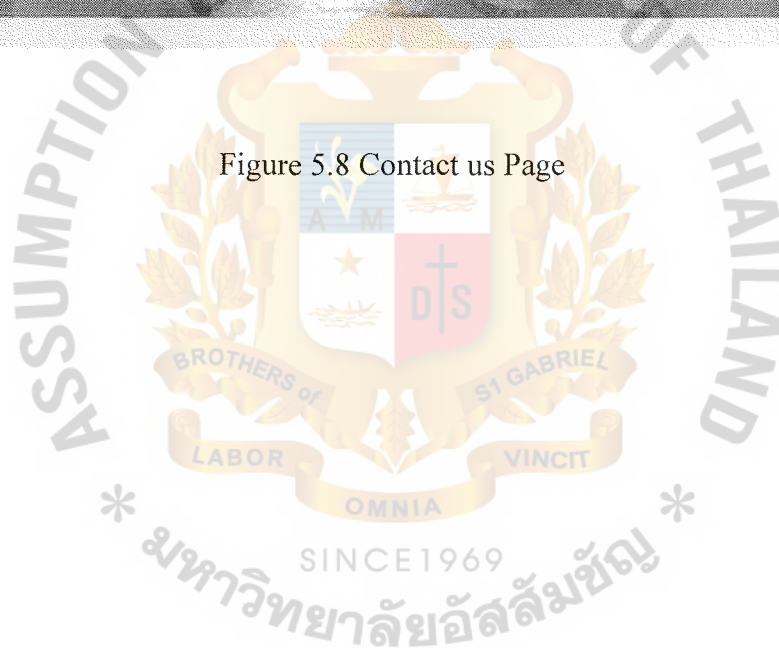 Figure 5.8 Contact us Page
ASSUMPTION
OF THAILAND
A M
D S
BROTHERS of
S1 GABRIEL
LABOR
VINCIT
OMNIA
SINCE1969
มหาวิทยาลัยอัสสัมชัญ